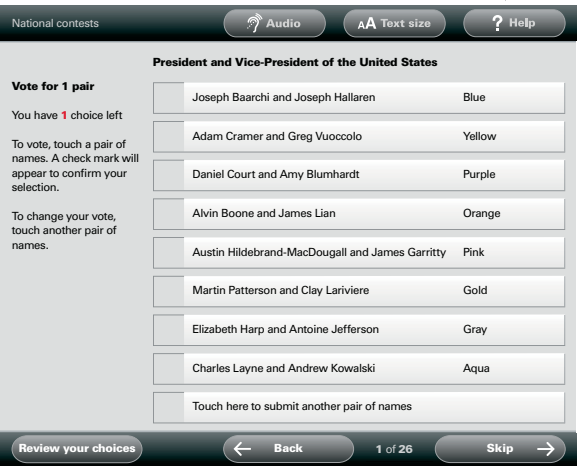 National contests
Audio
AA Text size
? Help
President and Vice-President of the United States
Vote for 1 pair
You have 1 choice left
To vote, touch a pair of
names. A check mark will
appear to confirm your
selection.
To change your vote,
touch another pair of
names.
Joseph Baarchi and Joseph Hallaren Blue
Adam Cramer and Greg Vuoccolo Yellow
Daniel Court and Amy Blumhardt Purple
Alvin Boone and James Lian Orange
Austin Hildebrand-MacDougall and James Garritty Pink
Martin Patterson and Clay Lariviere Gold
Elizabeth Harp and Antoine Jefferson Gray
Charles Layne and Andrew Kowalski Aqua
Touch here to submit another pair of names
Review your choices
← Back
1 of 26
Skip →